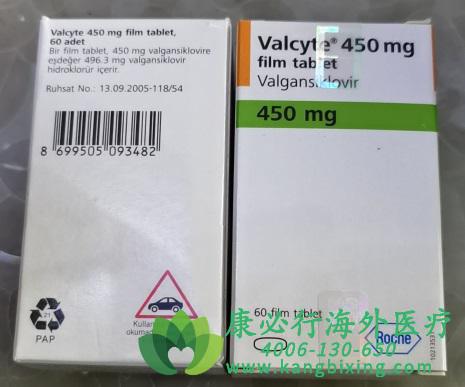 Valcyte 450 mg film tablet,
60 adet
Bir film tablet, 450 mg valgansiklovire
eşdeğer 496.3 mg valgansiklovir
hidroklorür içerir.
Ruhsat No.: 13.09.2005-118/54
8 699505 093482
21
PAP
Valcyte® 450 mg
film tablet
Valgansiklovir
450 mg
60 film tablet
Roche
康必行海外医疗
4006-130-650
www.kangbixing.com